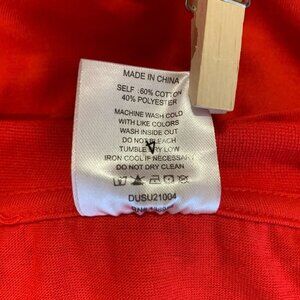 MADE IN CHINA
SELF :60% COTTON
40% POLYESTER
MACHINE WASH COLD
WITH LIKE COLORS
WASH INSIDE OUT
DO NOT BLEACH
TUMBLE DRY LOW
IRON COOL IF NECESSARY
DO NOT DRY CLEAN
DUSU21004